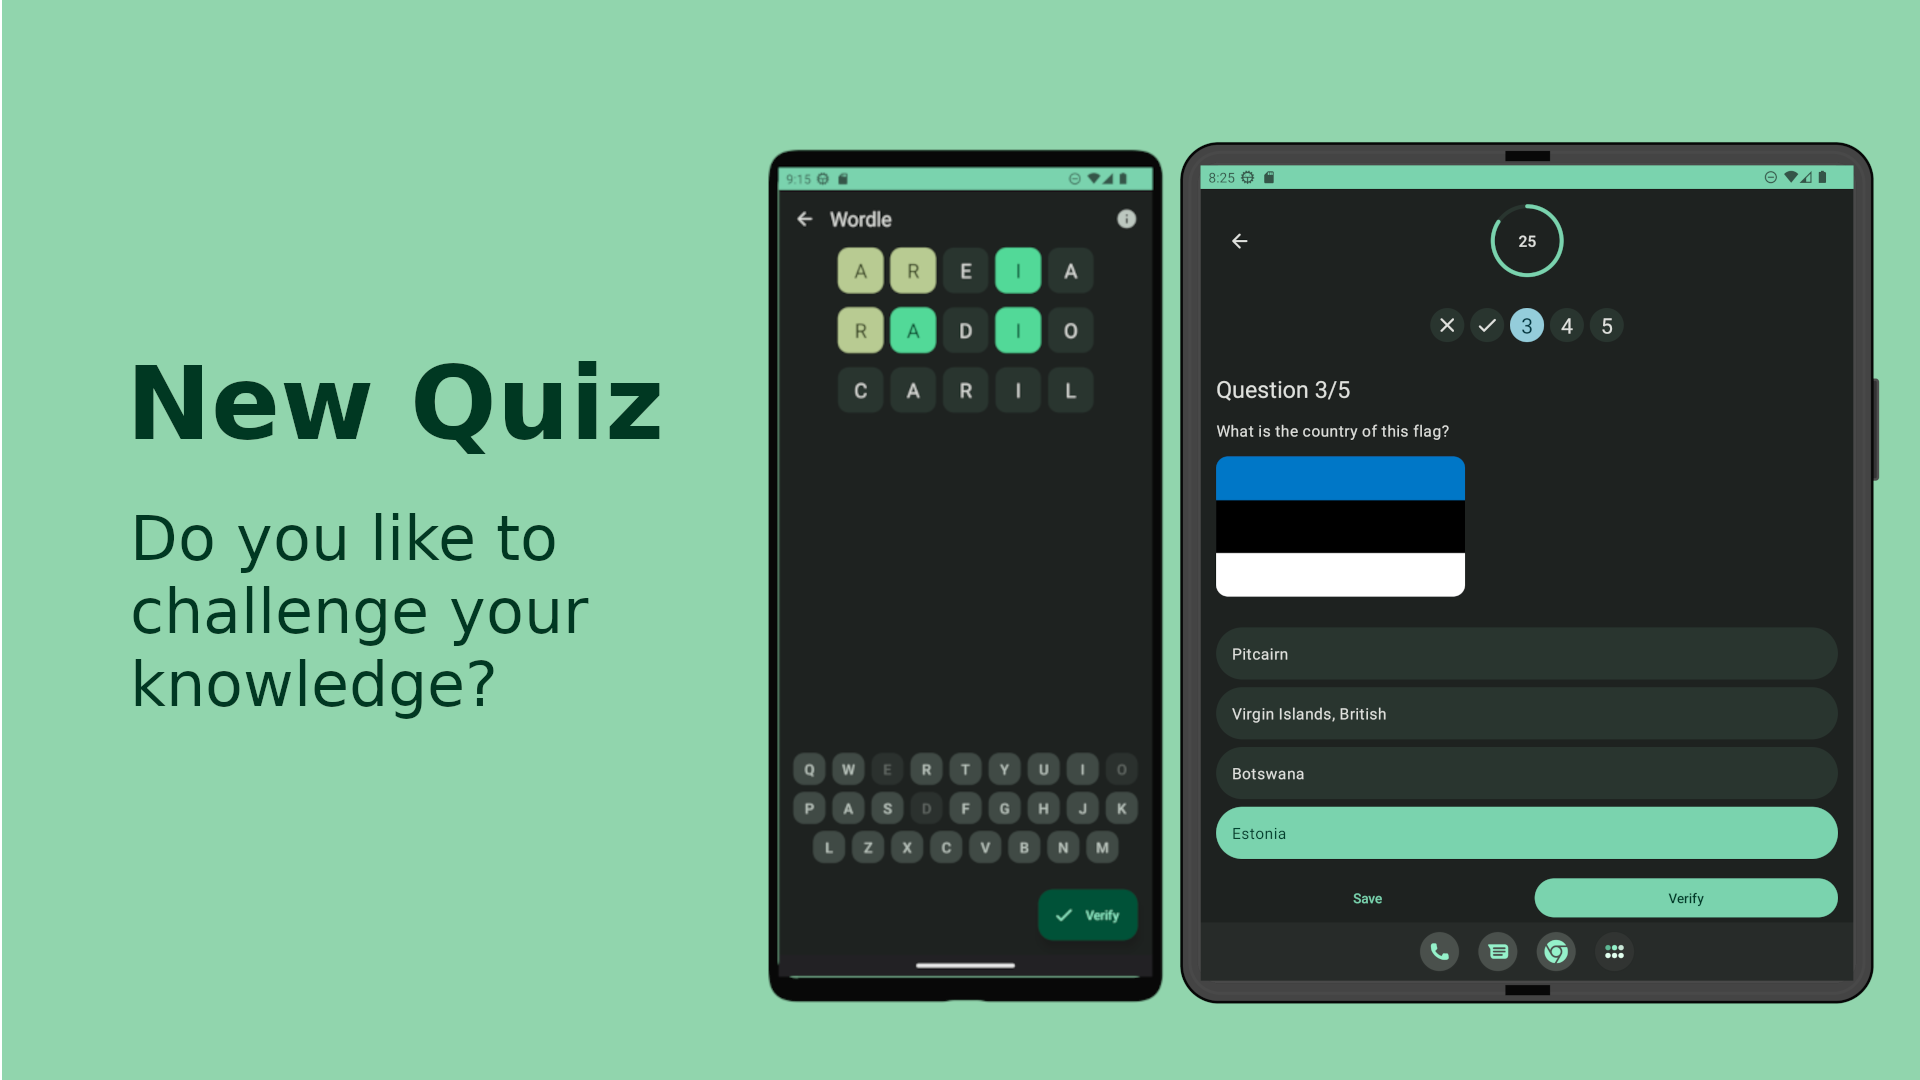 New Quiz
Do you like to
challenge your
knowledge?
9:15
Wordle
A R E I A
R A D I O
C A R I L
Q W E R T Y U I O
P A S D F G H J K
L Z X C V B N M
Verify
8:25
25
3 4 5
Question 3/5
What is the country of this flag?
Pitcairn
Virgin Islands, British
Botswana
Estonia
Save Verify